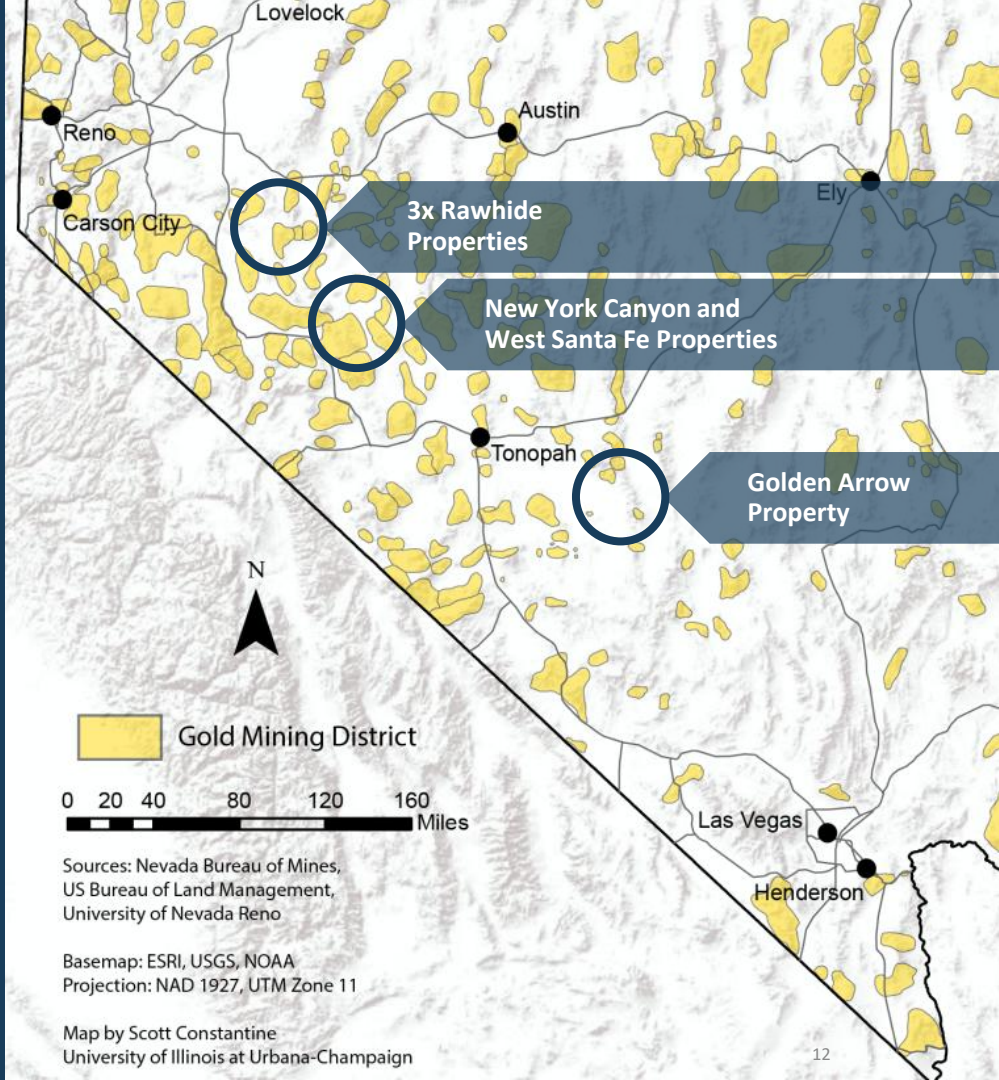 Lovelock
Reno
Austin
Ely
Carson City
3x Rawhide
Properties
New York Canyon and
West Santa Fe Properties
Tonopah
Golden Arrow
Property
N
Gold Mining District
0 20 40 80 120 160
Miles
Las Vegas
Henderson
Sources: Nevada Bureau of Mines,
US Bureau of Land Management,
University of Nevada Reno
Basemap: ESRI, USGS, NOAA
Projection: NAD 1927, UTM Zone 11
Map by Scott Constantine
University of Illinois at Urbana-Champaign
12